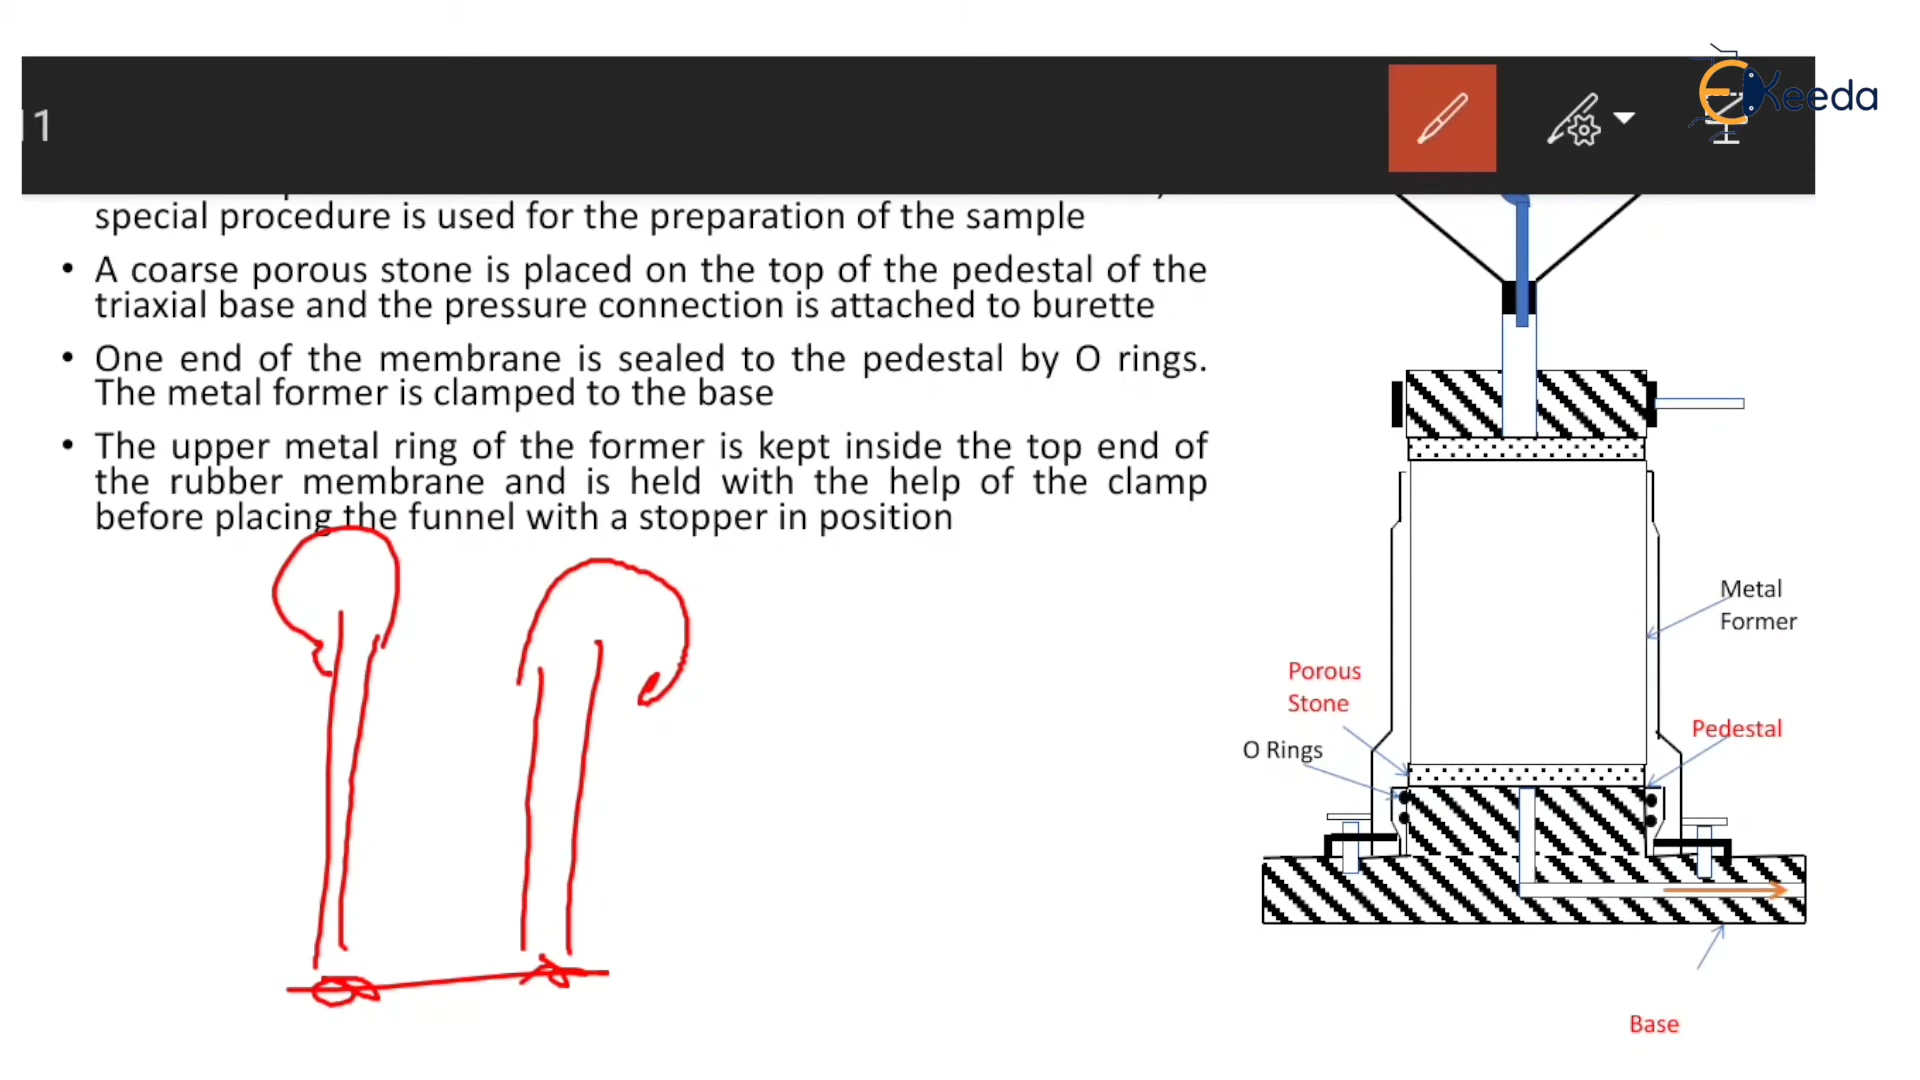 11
Keeda
special procedure is used for the preparation of the sample
• A coarse porous stone is placed on the top of the pedestal of the
triaxial base and the pressure connection is attached to burette
• One end of the membrane is sealed to the pedestal by O rings.
The metal former is clamped to the base
• The upper metal ring of the former is kept inside the top end of
the rubber membrane and is held with the help of the clamp
before placing the funnel with a stopper in position
Metal
Former
Porous
Stone
Pedestal
O Rings
Base